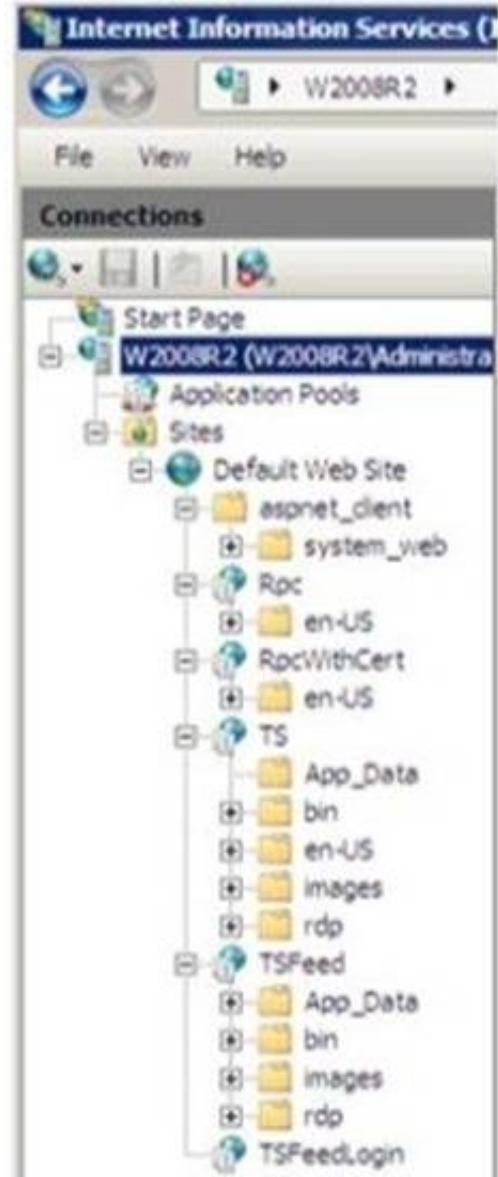 Internet Information Services (
W2008R2
File View Help
Connections
Start Page
W2008R2 (W2008R2\Administra
Application Pools
Sites
Default Web Site
aspnet_client
system_web
Rpc
en-US
RpcWithCert
en-US
TS
App_Data
bin
en-US
images
rdp
TSFeed
App_Data
bin
images
rdp
TSFeedLogin